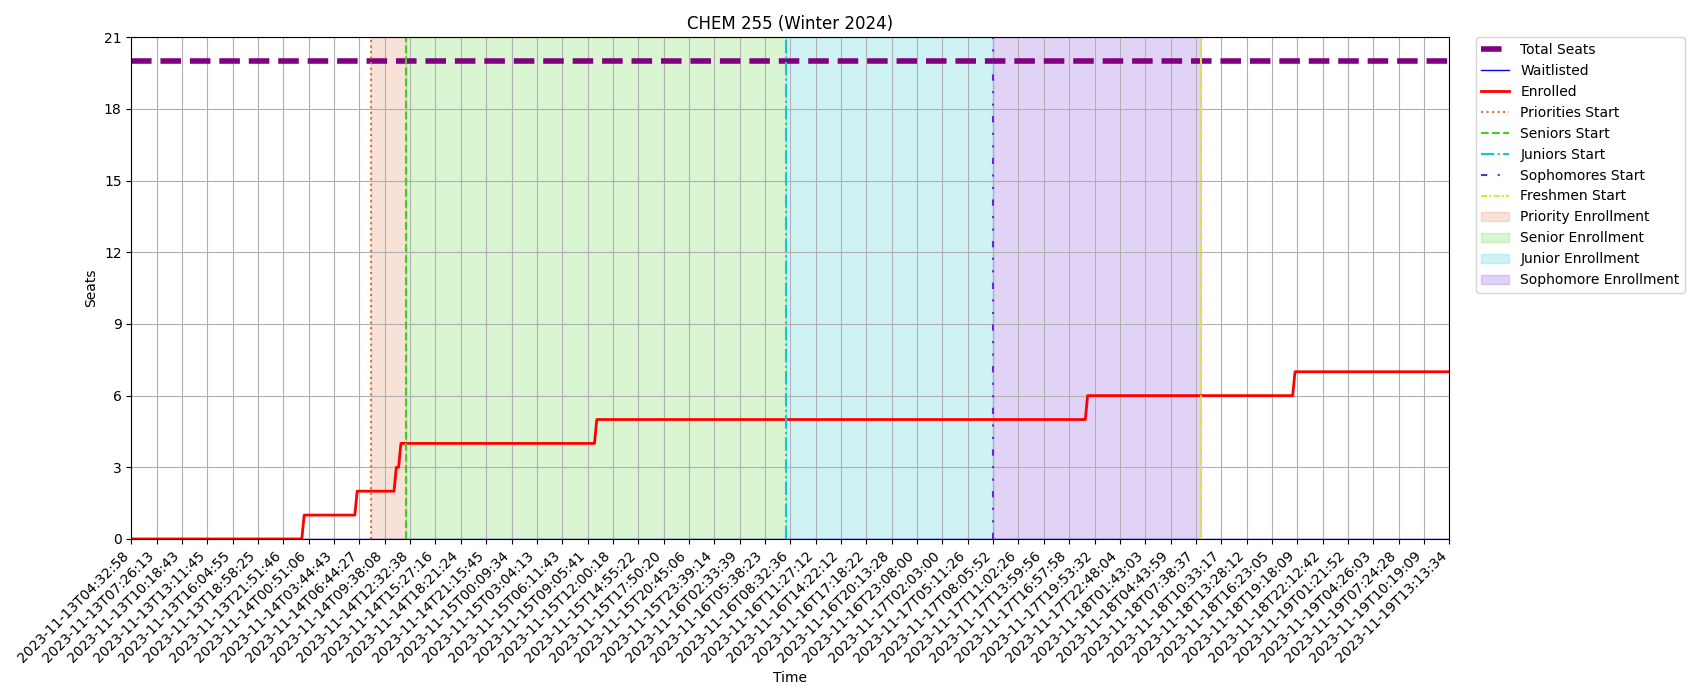 CHEM 255 (Winter 2024)
21
18
15
12
9
6
3
0
Seats
2023-11-13T04:32:58
2023-11-13T07:26:13
2023-11-13T10:18:43
2023-11-13T13:11:45
2023-11-13T16:04:55
2023-11-13T18:58:25
2023-11-13T21:51:46
2023-11-14T00:51:06
2023-11-14T03:44:43
2023-11-14T06:44:27
2023-11-14T09:38:08
2023-11-14T12:32:38
2023-11-14T15:27:16
2023-11-14T18:21:24
2023-11-14T21:15:45
2023-11-15T00:09:34
2023-11-15T03:04:13
2023-11-15T06:11:43
2023-11-15T09:05:41
2023-11-15T12:00:18
2023-11-15T14:53:22
2023-11-15T17:50:20
2023-11-15T20:45:06
2023-11-15T23:39:14
2023-11-16T02:33:39
2023-11-16T05:38:23
2023-11-16T08:32:36
2023-11-16T11:27:12
2023-11-16T14:22:12
2023-11-16T17:18:22
2023-11-16T20:13:28
2023-11-16T23:08:00
2023-11-17T02:03:00
2023-11-17T05:11:26
2023-11-17T08:05:52
2023-11-17T11:02:26
2023-11-17T13:59:56
2023-11-17T16:57:58
2023-11-17T19:53:32
2023-11-17T22:48:04
2023-11-18T01:43:03
2023-11-18T04:43:59
2023-11-18T07:38:37
2023-11-18T10:33:17
2023-11-18T13:28:12
2023-11-18T16:23:05
2023-11-18T19:18:09
2023-11-18T22:12:42
2023-11-19T01:21:52
2023-11-19T04:26:03
2023-11-19T07:24:28
2023-11-19T10:19:09
2023-11-19T13:13:34
Time
Total Seats
Waitlisted
Enrolled
Priorities Start
Seniors Start
Juniors Start
Sophomores Start
Freshmen Start
Priority Enrollment
Senior Enrollment
Junior Enrollment
Sophomore Enrollment